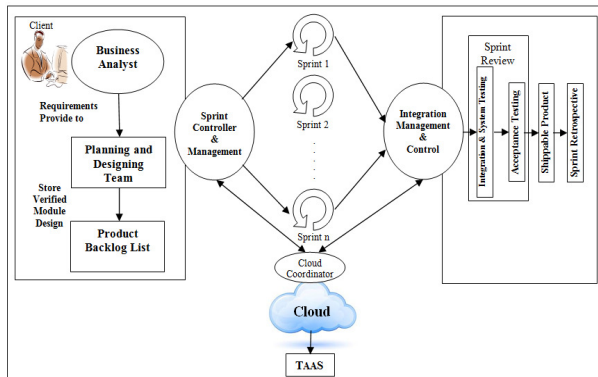 Client
Business
Analyst
Requirements
Provide to
Planning and
Designing
Team
Store
Verified
Module
Design
Product
Backlog List
Sprint
Controller
&
Management
Sprint 1
Sprint 2
Sprint n
Integration
Management
&
Control
Cloud
Coordinator
Cloud
TAAS
Sprint
Review
Integration & System Testing
Acceptance Testing
Shippable Product
Sprint Retrospective